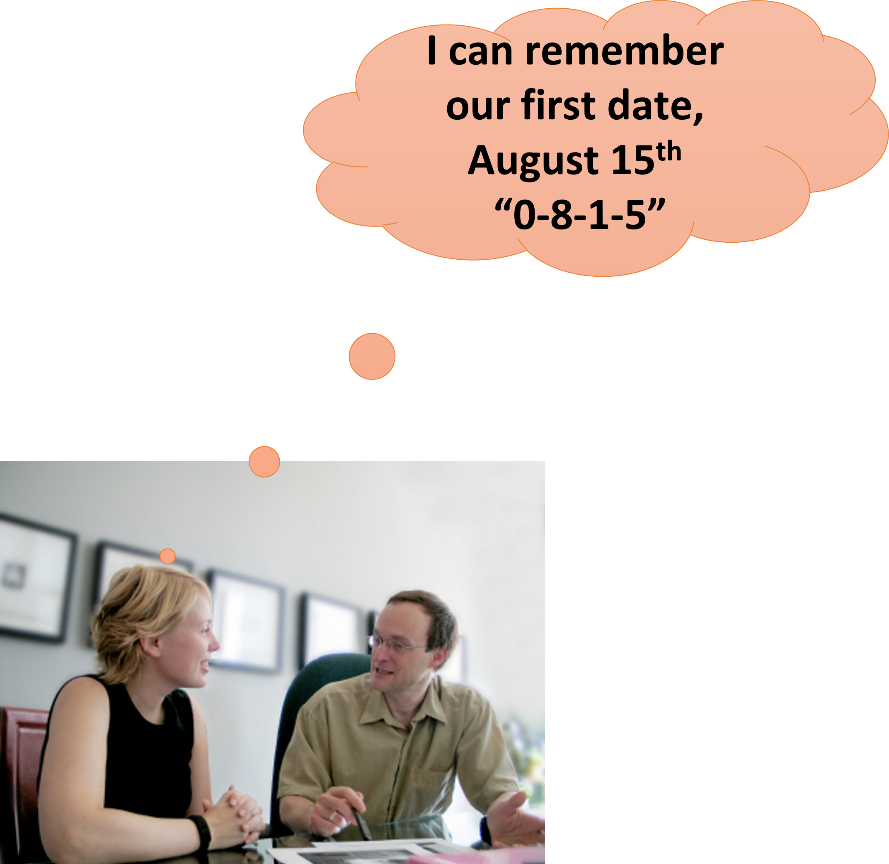 I can remember
our first date,
August 15th
“0-8-1-5”